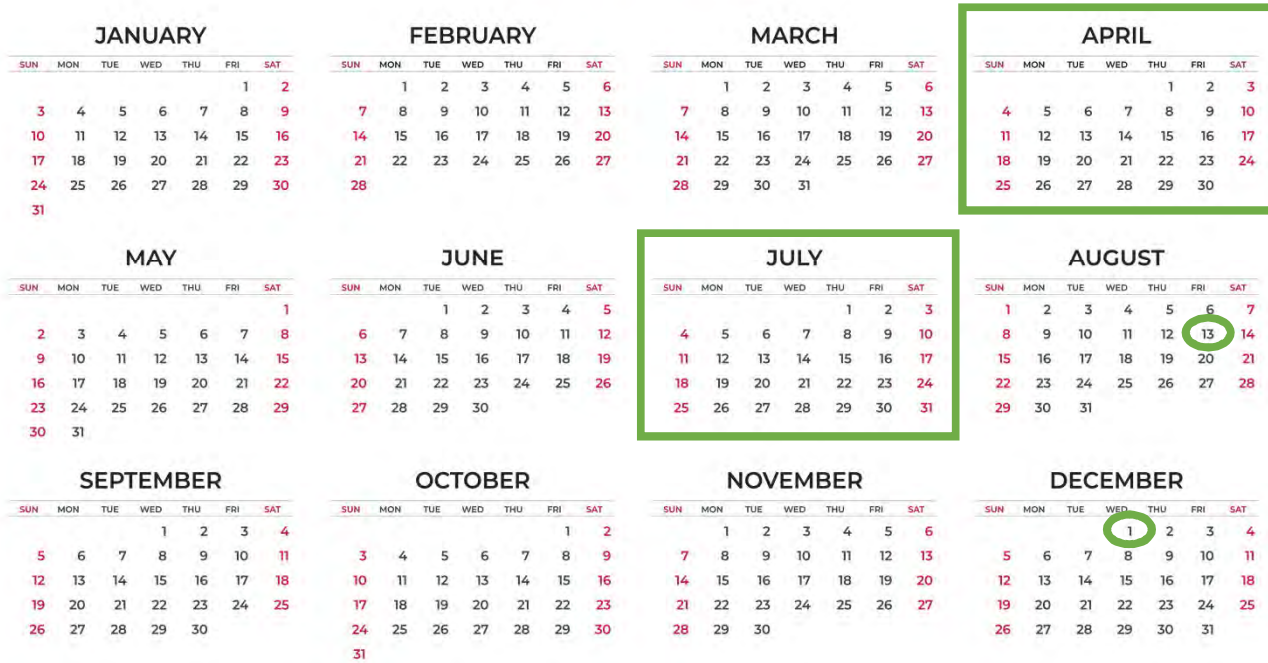 JANUARY FEBRUARY MARCH APRIL
SUN MON TUE WED THU FRI SAT SUN MON TUE WED THU FRI SAT SUN MON TUE WED THU FRI SAT SUN MON TUE WED THU FRI SAT
1 2 1 2 3 4 5 6 1 2 3 4 5 6 1 2 3
3 4 5 6 7 8 9 7 8 9 10 11 12 13 7 8 9 10 11 12 13 4 5 6 7 8 9 10
10 11 12 13 14 15 16 14 15 16 17 18 19 20 14 15 16 17 18 19 20 11 12 13 14 15 16 17
17 18 19 20 21 22 23 21 22 23 24 25 26 27 21 22 23 24 25 26 27 18 19 20 21 22 23 24
24 25 26 27 28 29 30 28 28 29 30 31 25 26 27 28 29 30
31
MAY JUNE JULY AUGUST
SUN MON TUE WED THU FRI SAT SUN MON TUE WED THU FRI SAT SUN MON TUE WED THU FRI SAT SUN MON TUE WED THU FRI SAT
1 1 2 3 4 5 1 2 3 1 2 3 4 5 6 7
2 3 4 5 6 7 8 6 7 8 9 10 11 12 4 5 6 7 8 9 10 8 9 10 11 12 13 14
9 10 11 12 13 14 15 13 14 15 16 17 18 19 11 12 13 14 15 16 17 15 16 17 18 19 20 21
16 17 18 19 20 21 22 20 21 22 23 24 25 26 18 19 20 21 22 23 24 22 23 24 25 26 27 28
23 24 25 26 27 28 29 27 28 29 30 25 26 27 28 29 30 31 29 30 31
30 31
SEPTEMBER OCTOBER NOVEMBER DECEMBER
SUN MON TUE WED THU FRI SAT SUN MON TUE WED THU FRI SAT SUN MON TUE WED THU FRI SAT SUN MON TUE WED THU FRI SAT
1 2 3 4 1 2 1 2 3 4 5 6 1 2 3 4
5 6 7 8 9 10 11 3 4 5 6 7 8 9 7 8 9 10 11 12 13 5 6 7 8 9 10 11
12 13 14 15 16 17 18 10 11 12 13 14 15 16 14 15 16 17 18 19 20 12 13 14 15 16 17 18
19 20 21 22 23 24 25 17 18 19 20 21 22 23 21 22 23 24 25 26 27 19 20 21 22 23 24 25
26 27 28 29 30 24 25 26 27 28 29 30 28 29 30 26 27 28 29 30 31
31